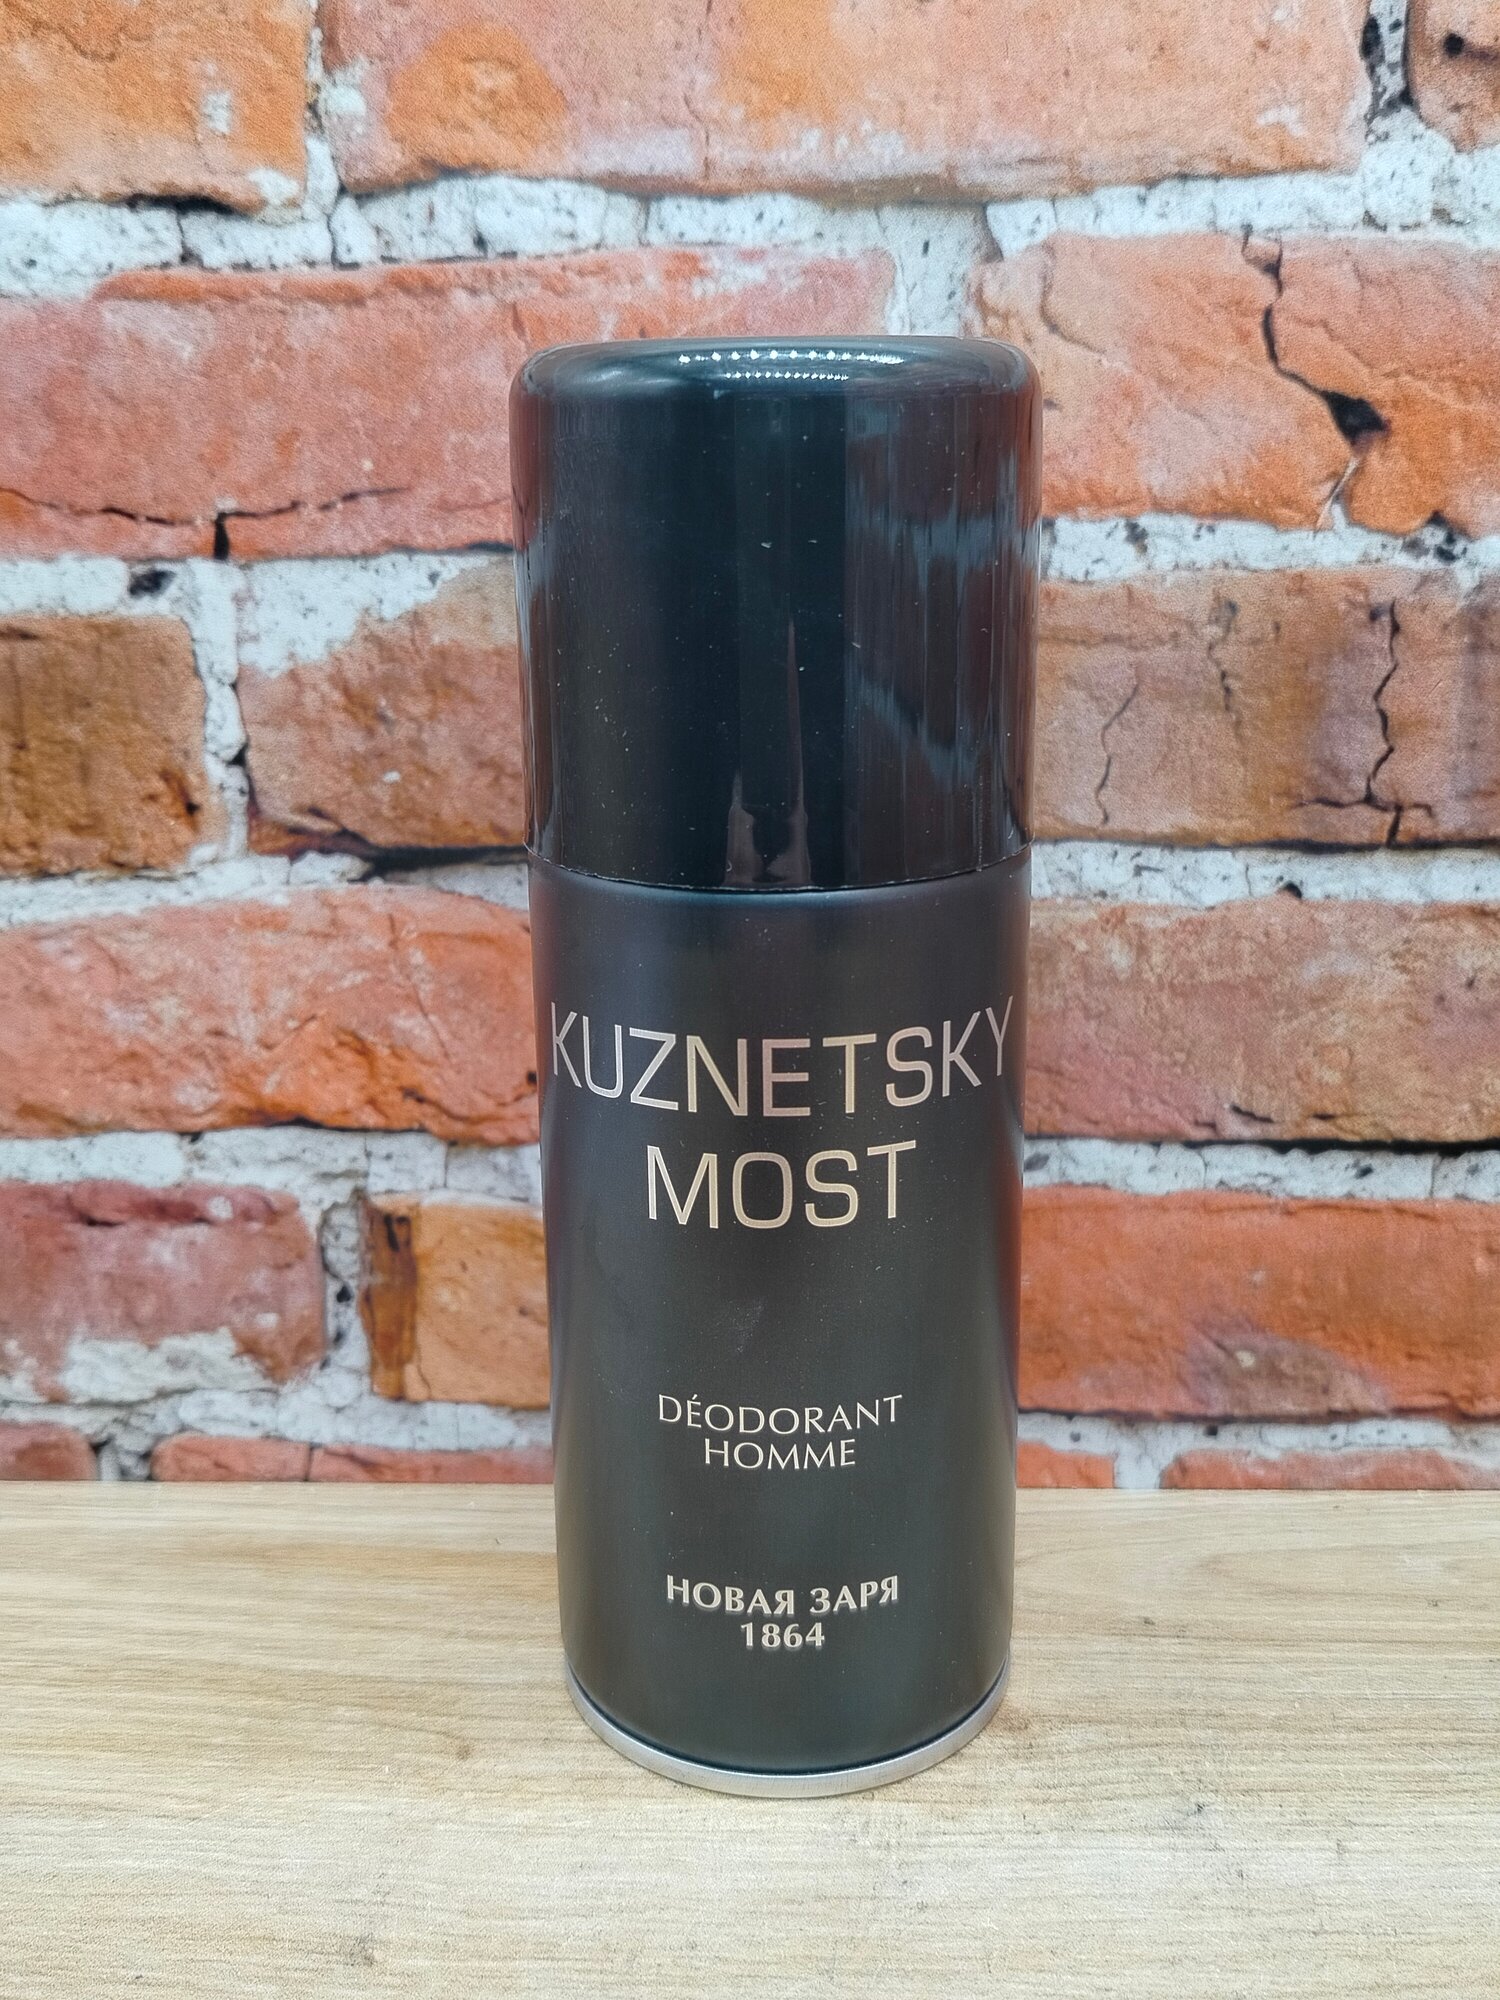 KUZNETSKY
MOST
DÉODORANT
HOMME
НОВАЯ ЗАРЯ
1864